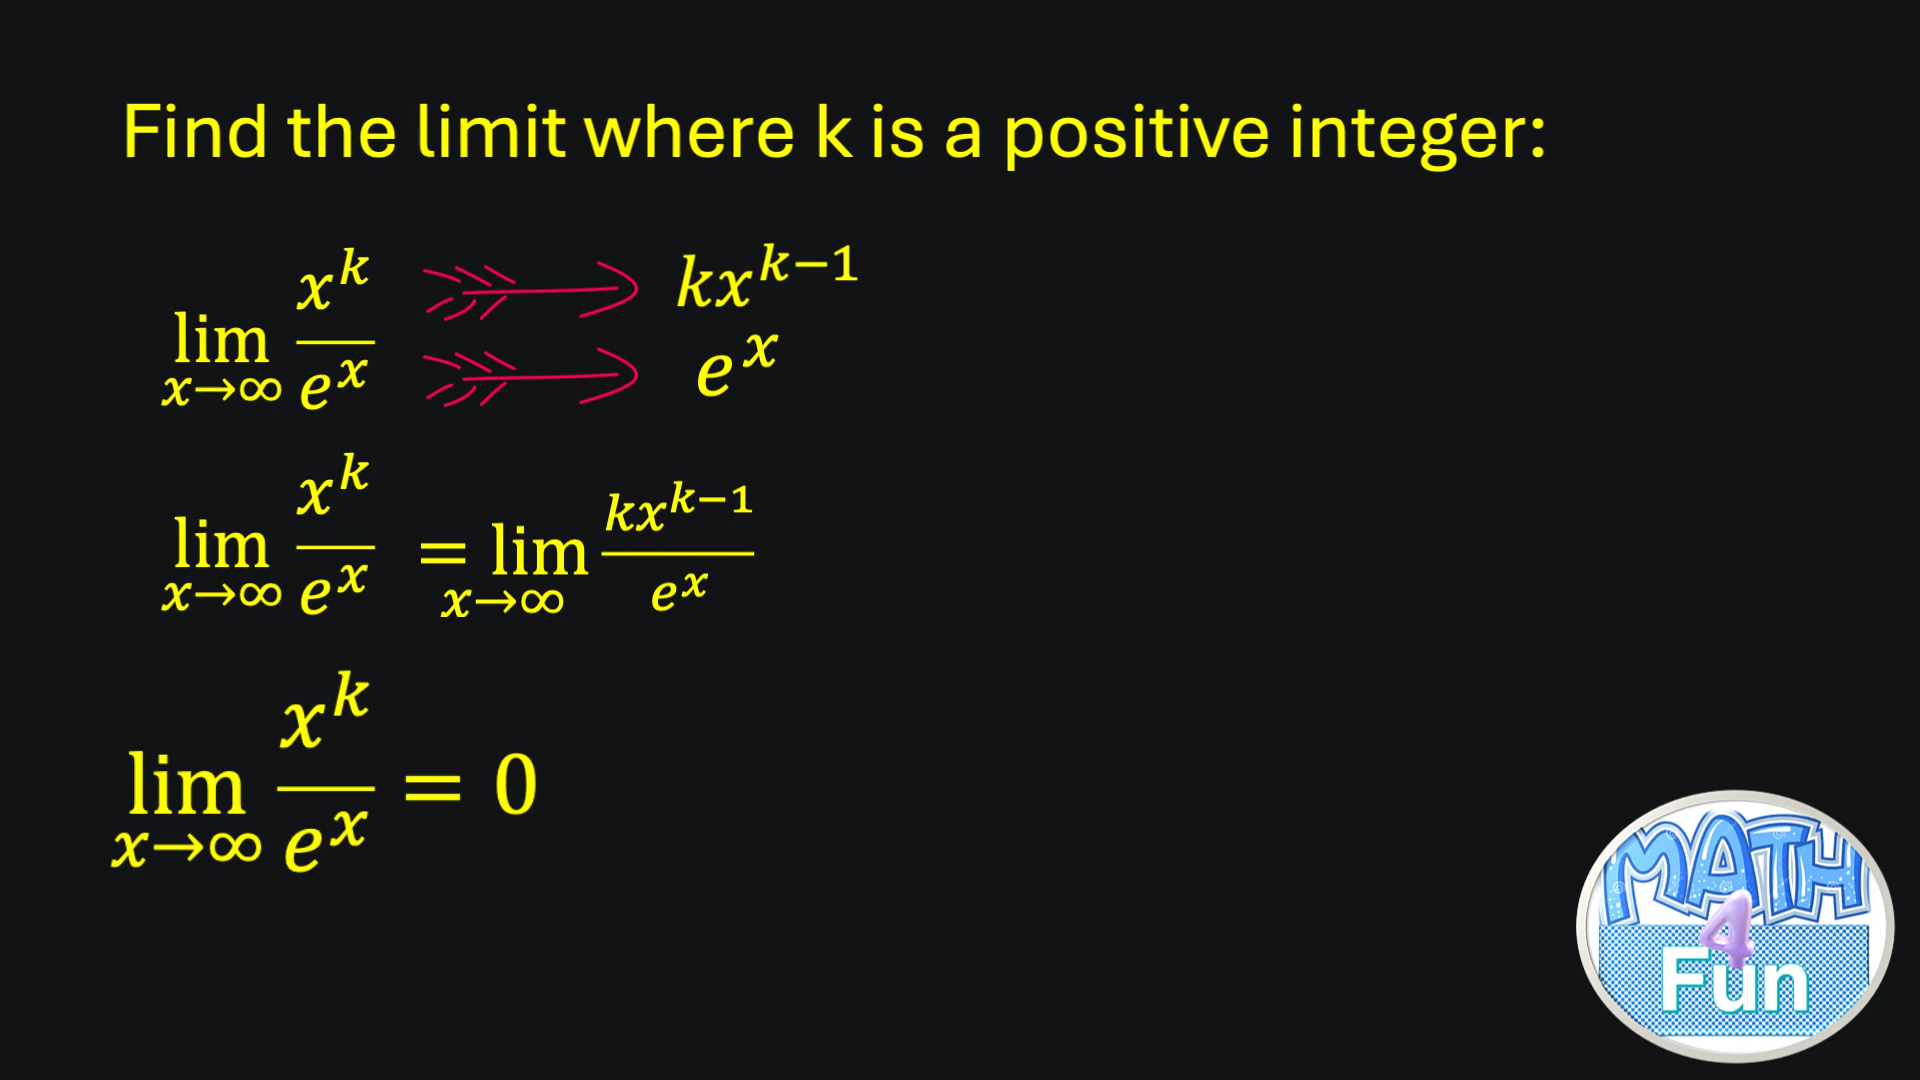 Find the limit where k is a positive integer:
lim x→∞ x^k / e^x
kx^{k−1}
e^x
lim x→∞ x^k / e^x = lim x→∞ kx^{k−1} / e^x
lim x→∞ x^k / e^x = 0
MATH
4
Fun